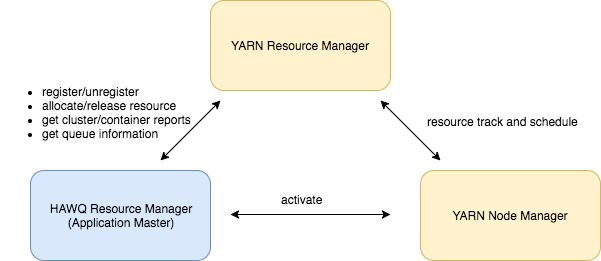 YARN Resource Manager
• register/unregister
• allocate/release resource
• get cluster/container reports
• get queue information
resource track and schedule
HAWQ Resource Manager
(Application Master)
activate
YARN Node Manager